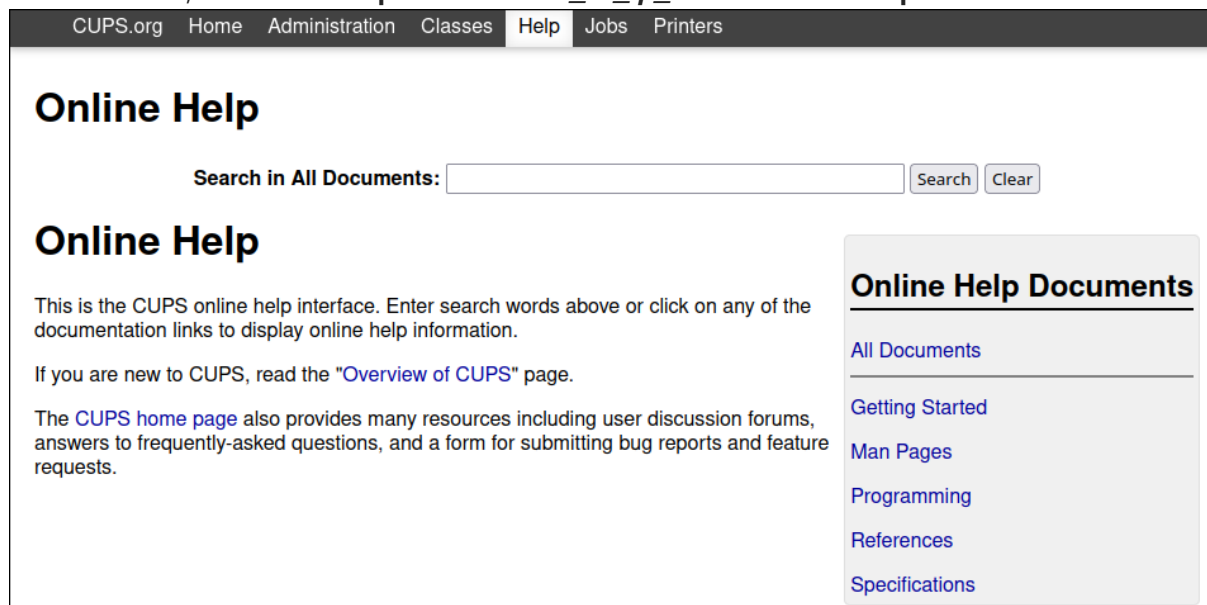 CUPS.org Home Administration Classes Help Jobs Printers
Online Help
Search in All Documents: Search Clear
Online Help
This is the CUPS online help interface. Enter search words above or click on any of the
documentation links to display online help information.
If you are new to CUPS, read the "Overview of CUPS" page.
The CUPS home page also provides many resources including user discussion forums,
answers to frequently-asked questions, and a form for submitting bug reports and feature
requests.
Online Help Documents
All Documents
Getting Started
Man Pages
Programming
References
Specifications